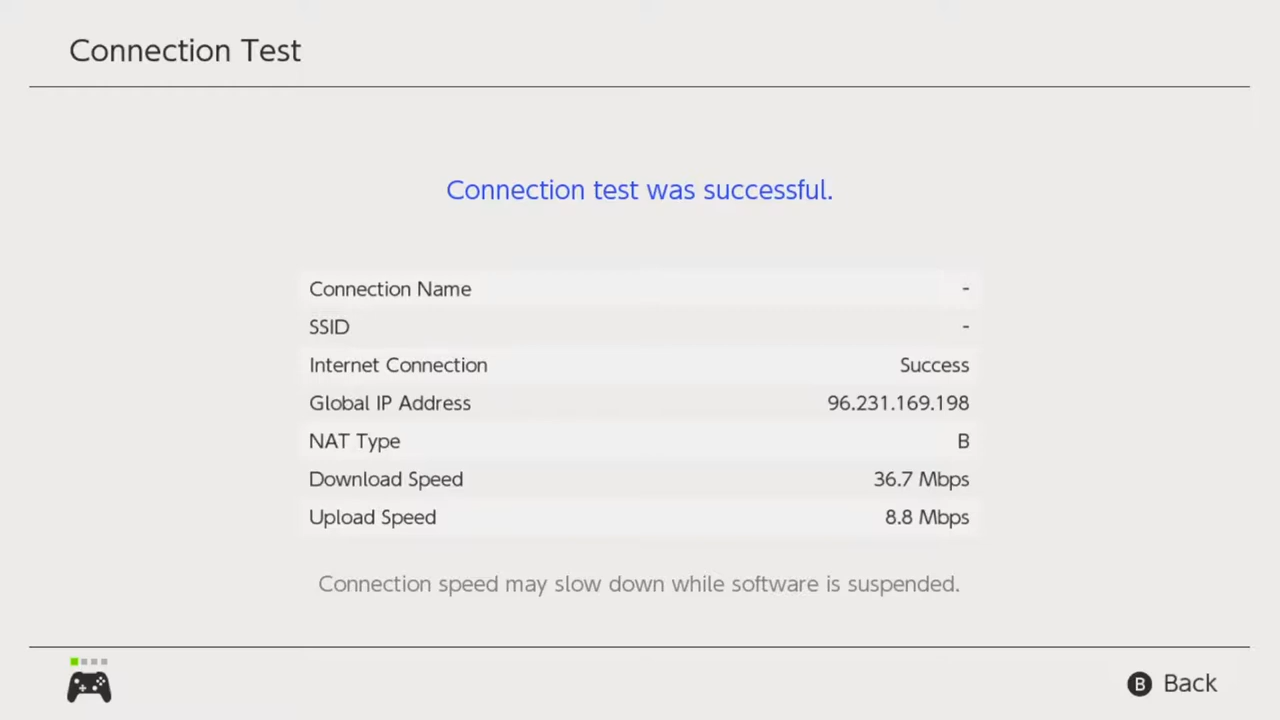 Connection Test
Connection test was successful.
Connection Name -
SSID -
Internet Connection Success
Global IP Address 96.231.169.198
NAT Type B
Download Speed 36.7 Mbps
Upload Speed 8.8 Mbps
Connection speed may slow down while software is suspended.
B Back